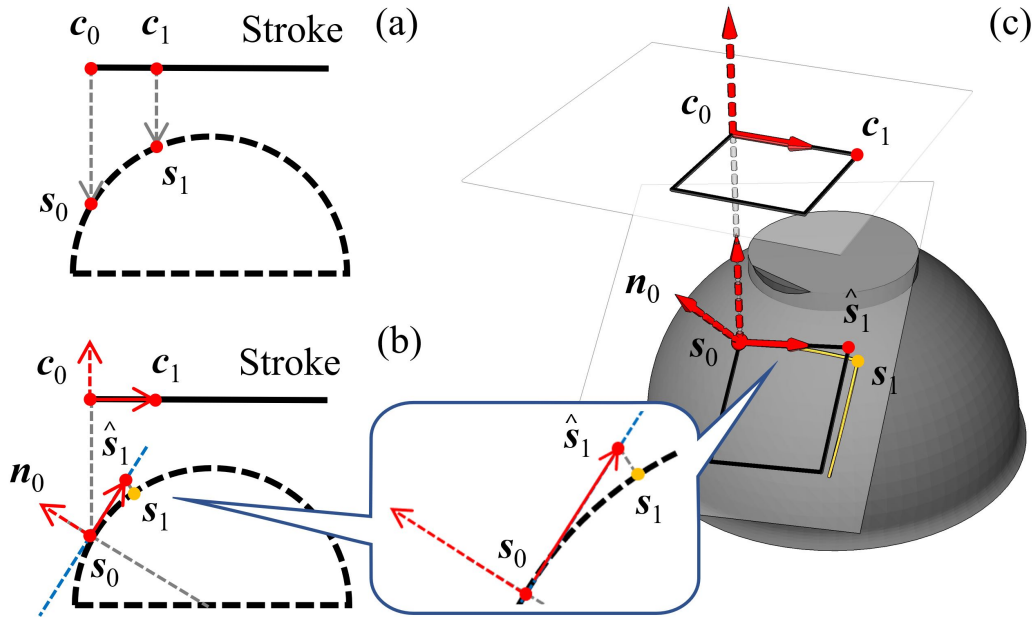 c₀ c₁ Stroke (a)
s₀ s₁
c₀ c₁ Stroke (b)
n₀ ŝ₁ s₁ s₀
ŝ₁ s₁ s₀
(c)
c₀ c₁
n₀ s₀ ŝ₁ s₁